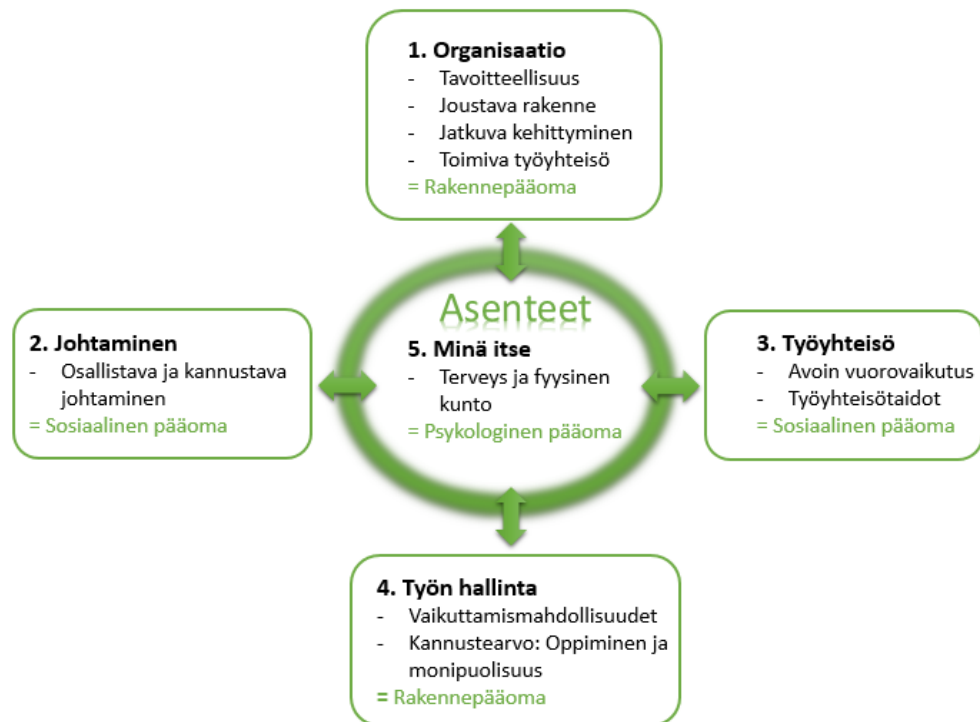 1. Organisaatio
- Tavoitteellisuus
- Joustava rakenne
- Jatkuva kehittyminen
- Toimiva työyhteisö
= Rakennepääoma
Asenteet
5. Minä itse
- Terveys ja fyysinen
kunto
= Psykologinen pääoma
2. Johtaminen
- Osallistava ja kannustava
johtaminen
= Sosiaalinen pääoma
3. Työyhteisö
- Avoin vuorovaikutus
- Työyhteisötaidot
= Sosiaalinen pääoma
4. Työn hallinta
- Vaikuttamismahdollisuudet
- Kannustearvo: Oppiminen ja
monipuolisuus
= Rakennepääoma